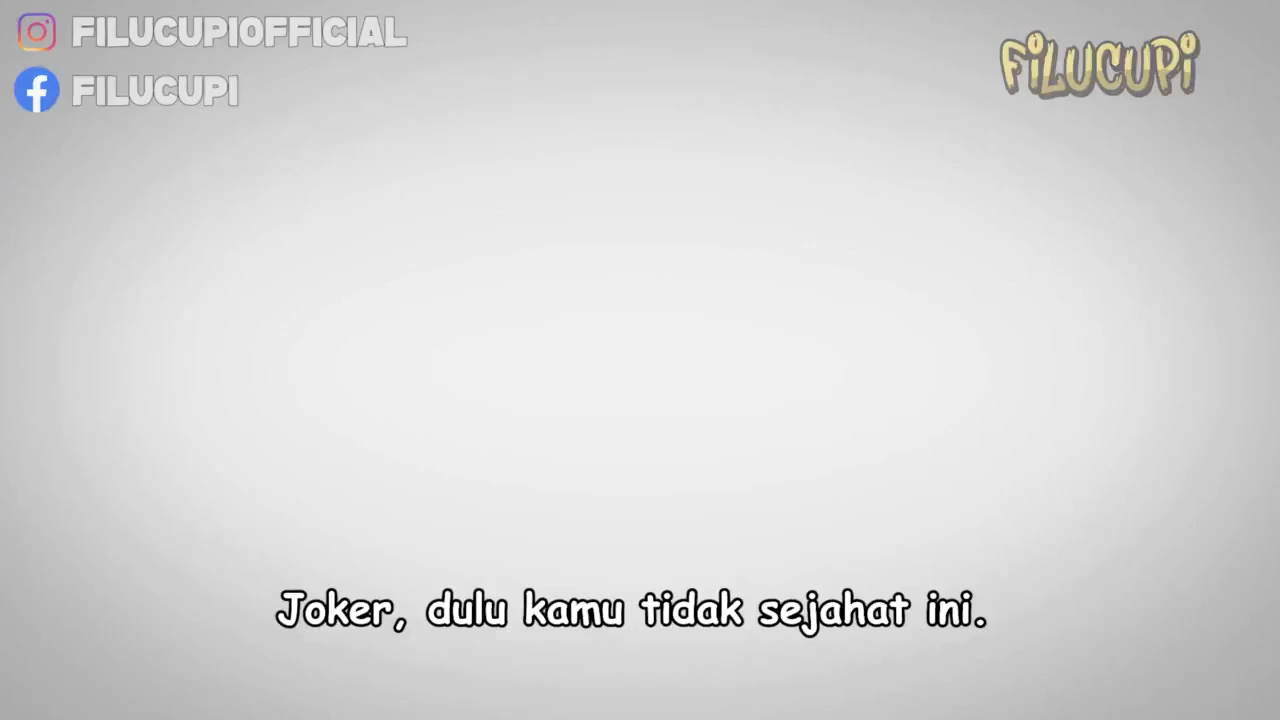 FILUCUPIOFFICIAL
FILUCUPI
FiLUCUPi
Joker, dulu kamu tidak sejahat ini.